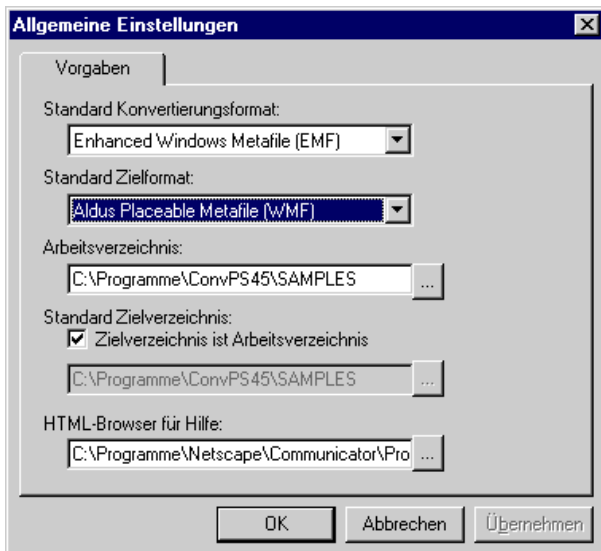 Allgemeine Einstellungen
Vorgaben
Standard Konvertierungsformat:
Enhanced Windows Metafile (EMF)
Standard Zielformat:
Aldus Placeable Metafile (WMF)
Arbeitsverzeichnis:
C:\Programme\ConvPS45\SAMPLES ...
Standard Zielverzeichnis:
Zielverzeichnis ist Arbeitsverzeichnis
C:\Programme\ConvPS45\SAMPLES ...
HTML-Browser für Hilfe:
C:\Programme\Netscape\Communicator\Pro ...
OK Abbrechen Übernehmen